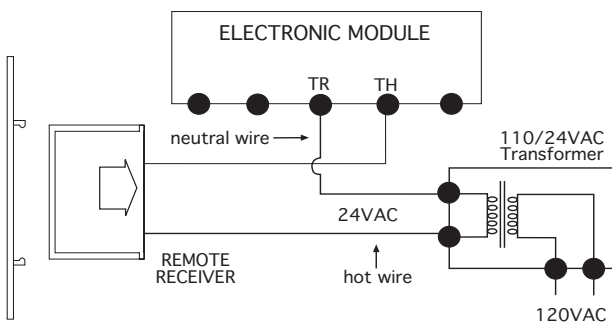 ELECTRONIC MODULE
TR
TH
neutral wire
110/24VAC
Transformer
24VAC
REMOTE
RECEIVER
hot wire
120VAC